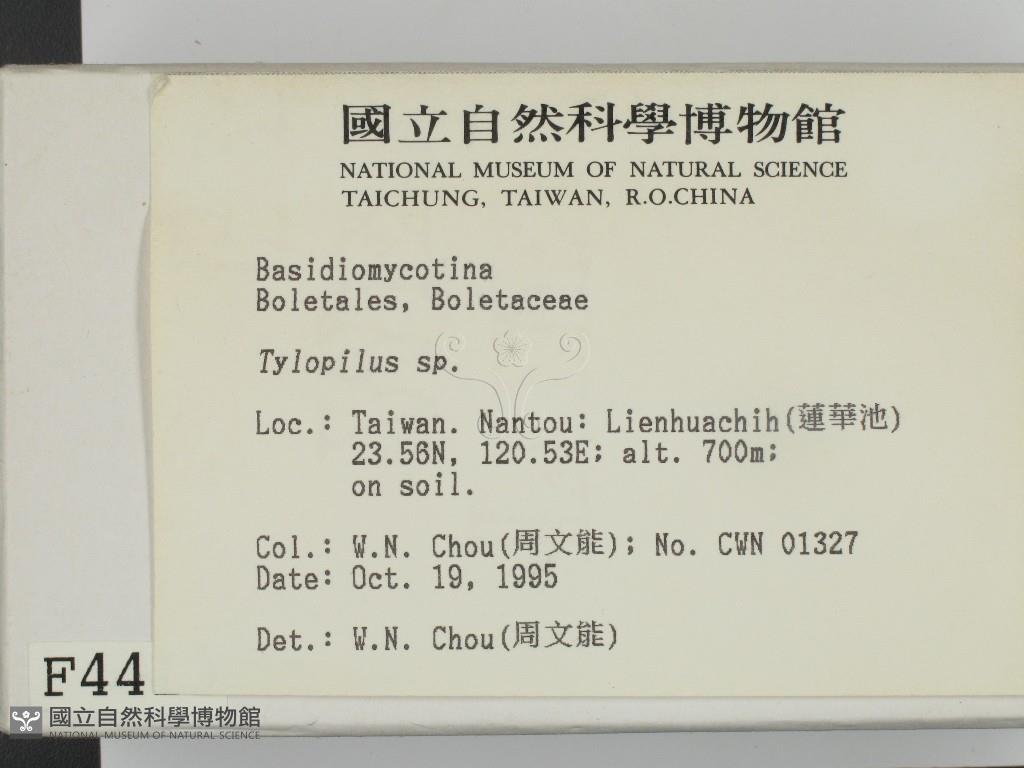 國立自然科學博物館
NATIONAL MUSEUM OF NATURAL SCIENCE
TAICHUNG, TAIWAN, R.O.CHINA
Basidiomycotina
Boletales, Boletaceae
Tylopilus sp.
Loc.: Taiwan. Nantou: Lienhuachih(蓮華池)
23.56N, 120.53E; alt. 700m;
on soil.
Col.: W.N. Chou(周文能); No. CWN 01327
Date: Oct. 19, 1995
Det.: W.N. Chou(周文能)
F44
國立自然科學博物館
NATIONAL MUSEUM OF NATURAL SCIENCE